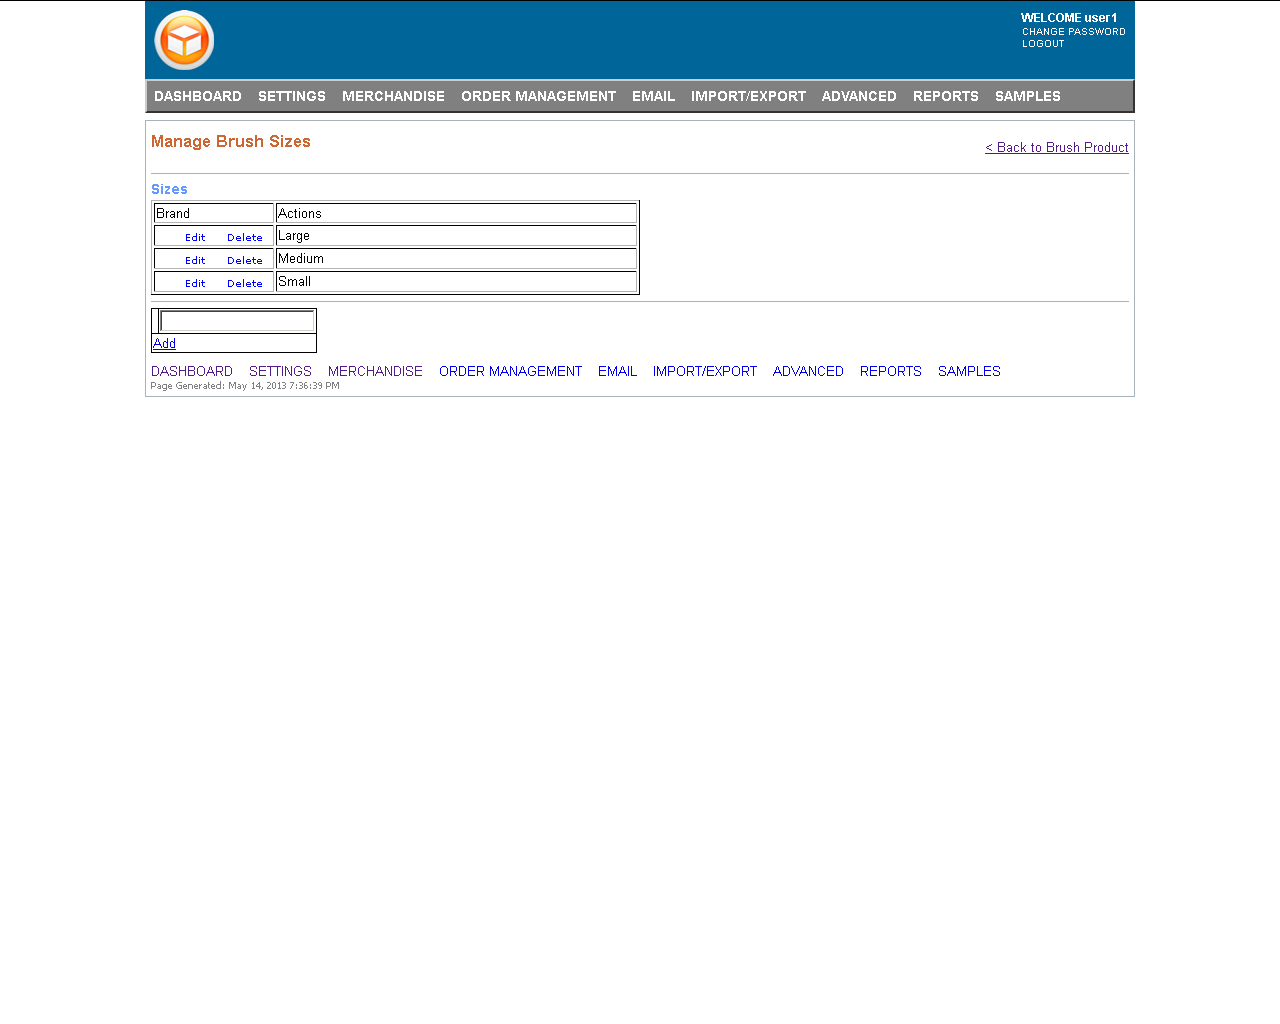 WELCOME user1
CHANGE PASSWORD
LOGOUT
DASHBOARD SETTINGS MERCHANDISE ORDER MANAGEMENT EMAIL IMPORT/EXPORT ADVANCED REPORTS SAMPLES
Manage Brush Sizes
< Back to Brush Product
Sizes
Brand Actions
Edit Delete Large
Edit Delete Medium
Edit Delete Small
Add
DASHBOARD SETTINGS MERCHANDISE ORDER MANAGEMENT EMAIL IMPORT/EXPORT ADVANCED REPORTS SAMPLES
Page Generated: May 14, 2013 7:36:39 PM